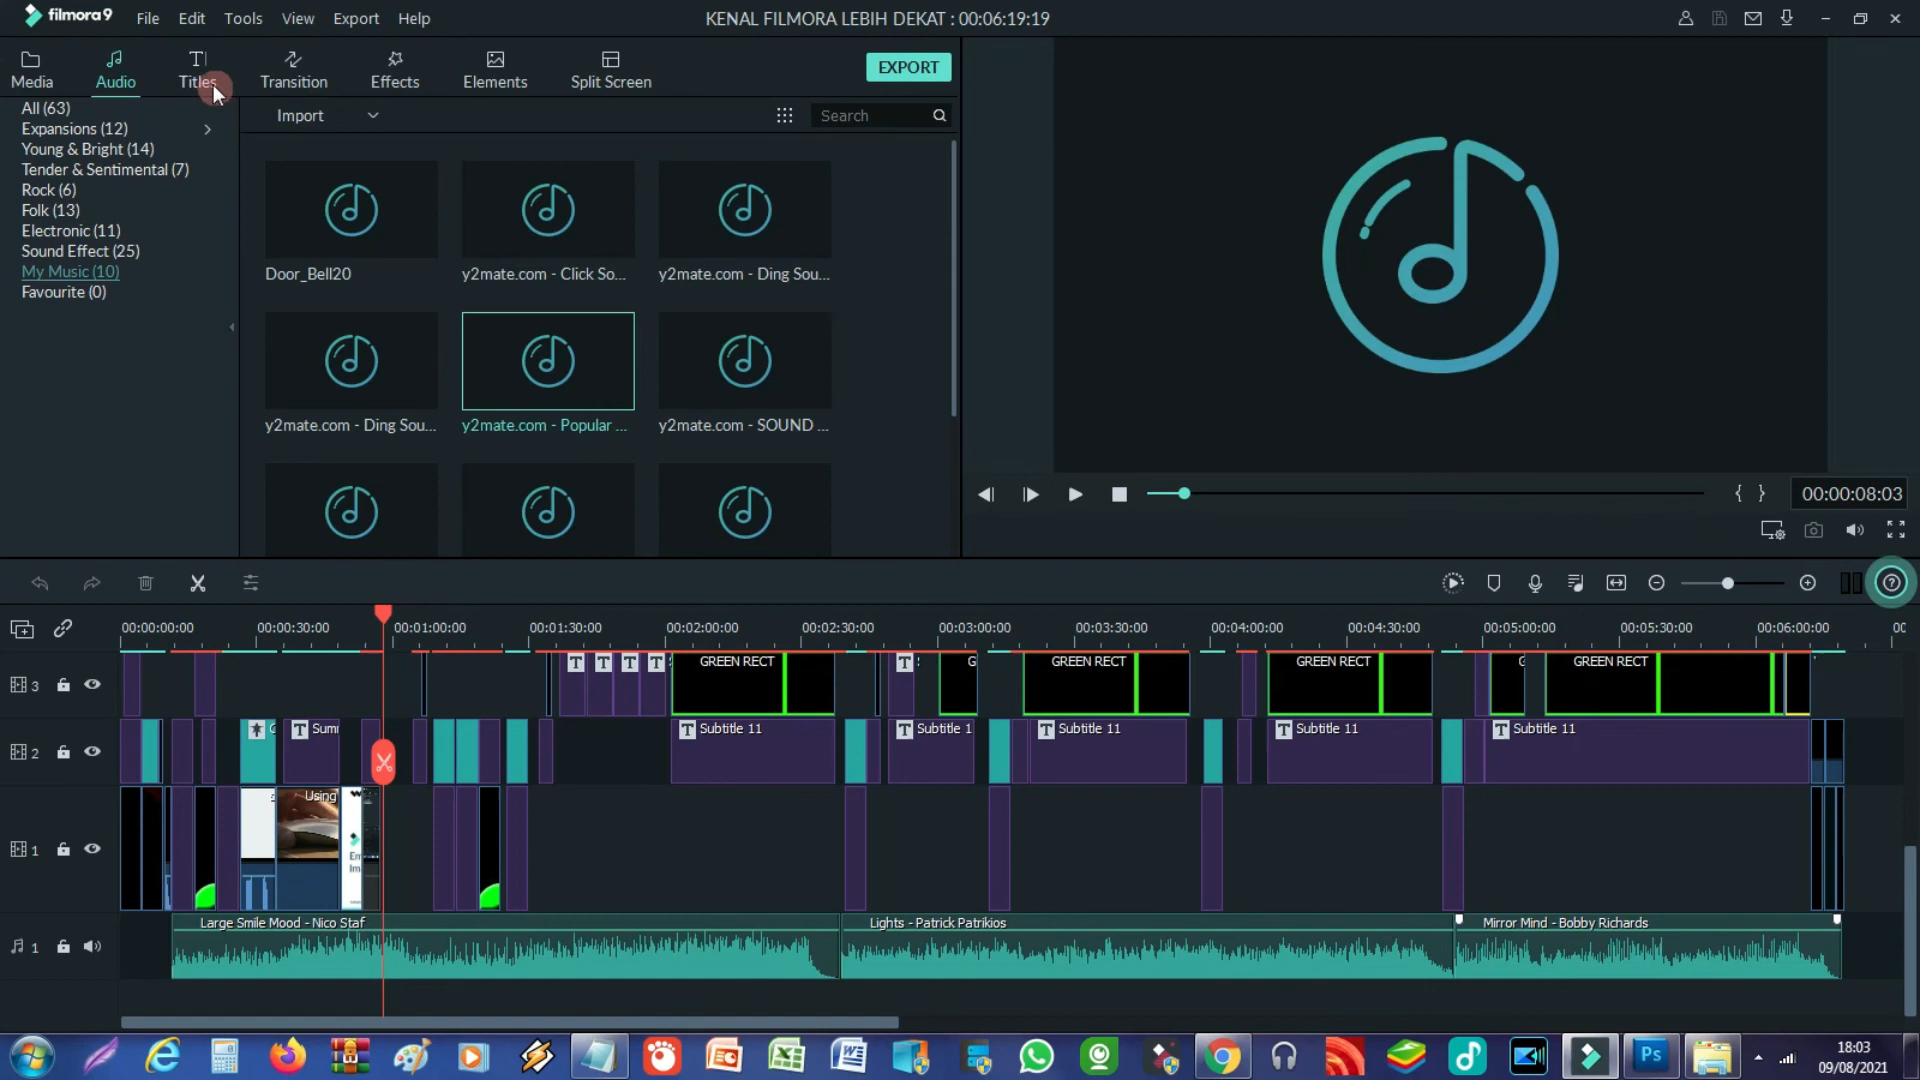 filmora9 File Edit Tools View Export Help
KENAL FILMORA LEBIH DEKAT : 00:06:19:19
Media Audio Titles Transition Effects Elements Split Screen
EXPORT
All (63)
Expansions (12)
Young & Bright (14)
Tender & Sentimental (7)
Rock (6)
Folk (13)
Electronic (11)
Sound Effect (25)
My Music (10)
Favourite (0)
Import
Search
Door_Bell20
y2mate.com - Click So...
y2mate.com - Ding Sou...
y2mate.com - Ding Sou...
y2mate.com - Popular ...
y2mate.com - SOUND ...
00:00:08:03
00:00:00:00 00:00:30:00 00:01:00:00 00:01:30:00 00:02:00:00 00:02:30:00 00:03:00:00 00:03:30:00 00:04:00:00 00:04:30:00 00:05:00:00 00:05:30:00 00:06:00:00
3 T T T T GREEN RECT T G GREEN RECT GREEN RECT GREEN RECT
2 T T Subtitle 11 T Subtitle 1 T Subtitle 11 T Subtitle 11 T Subtitle 11
1 Using
1 Large Smile Mood - Nico Staf Lights - Patrick Patrikios Mirror Mind - Bobby Richards
Ps
18:03
09/08/2021